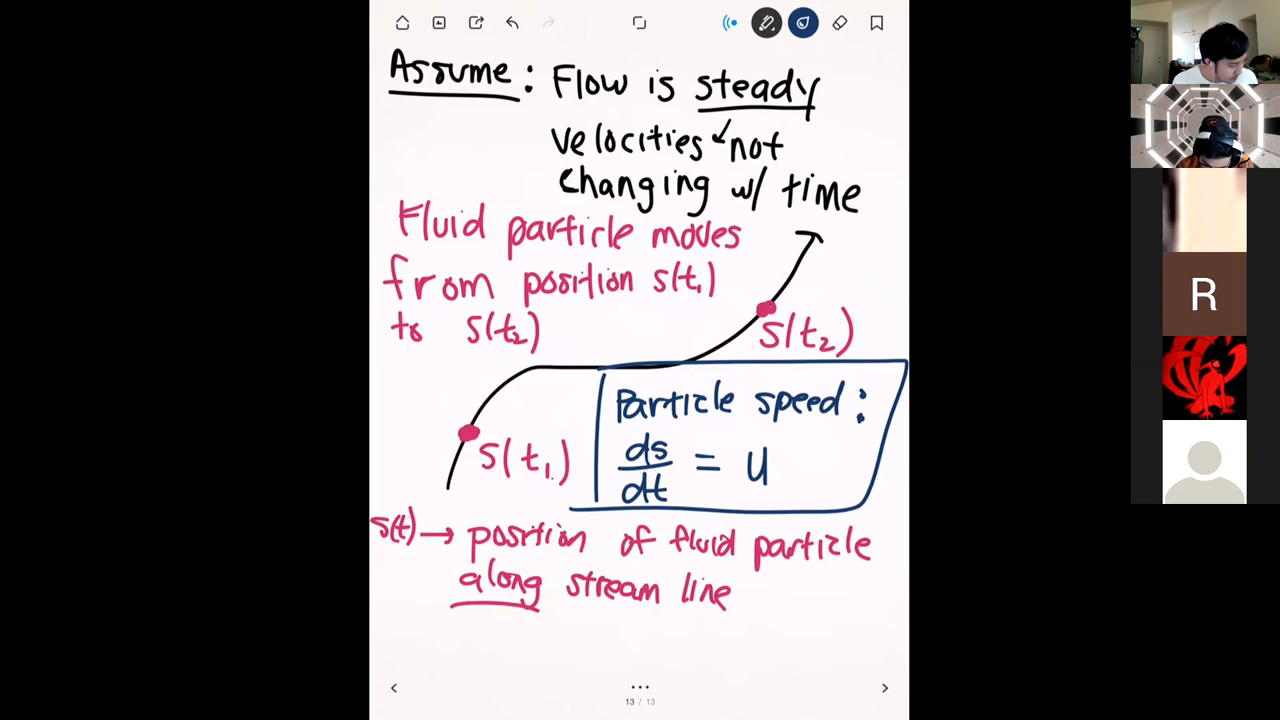 Assume: Flow is steady
velocities not
changing w/ time
Fluid particle moves
from position s(t₁)
to s(t₂)
s(t₂)
Particle speed:
ds/dt = u
s(t₁)
s(t) → position of fluid particle
along stream line
13 / 13
R